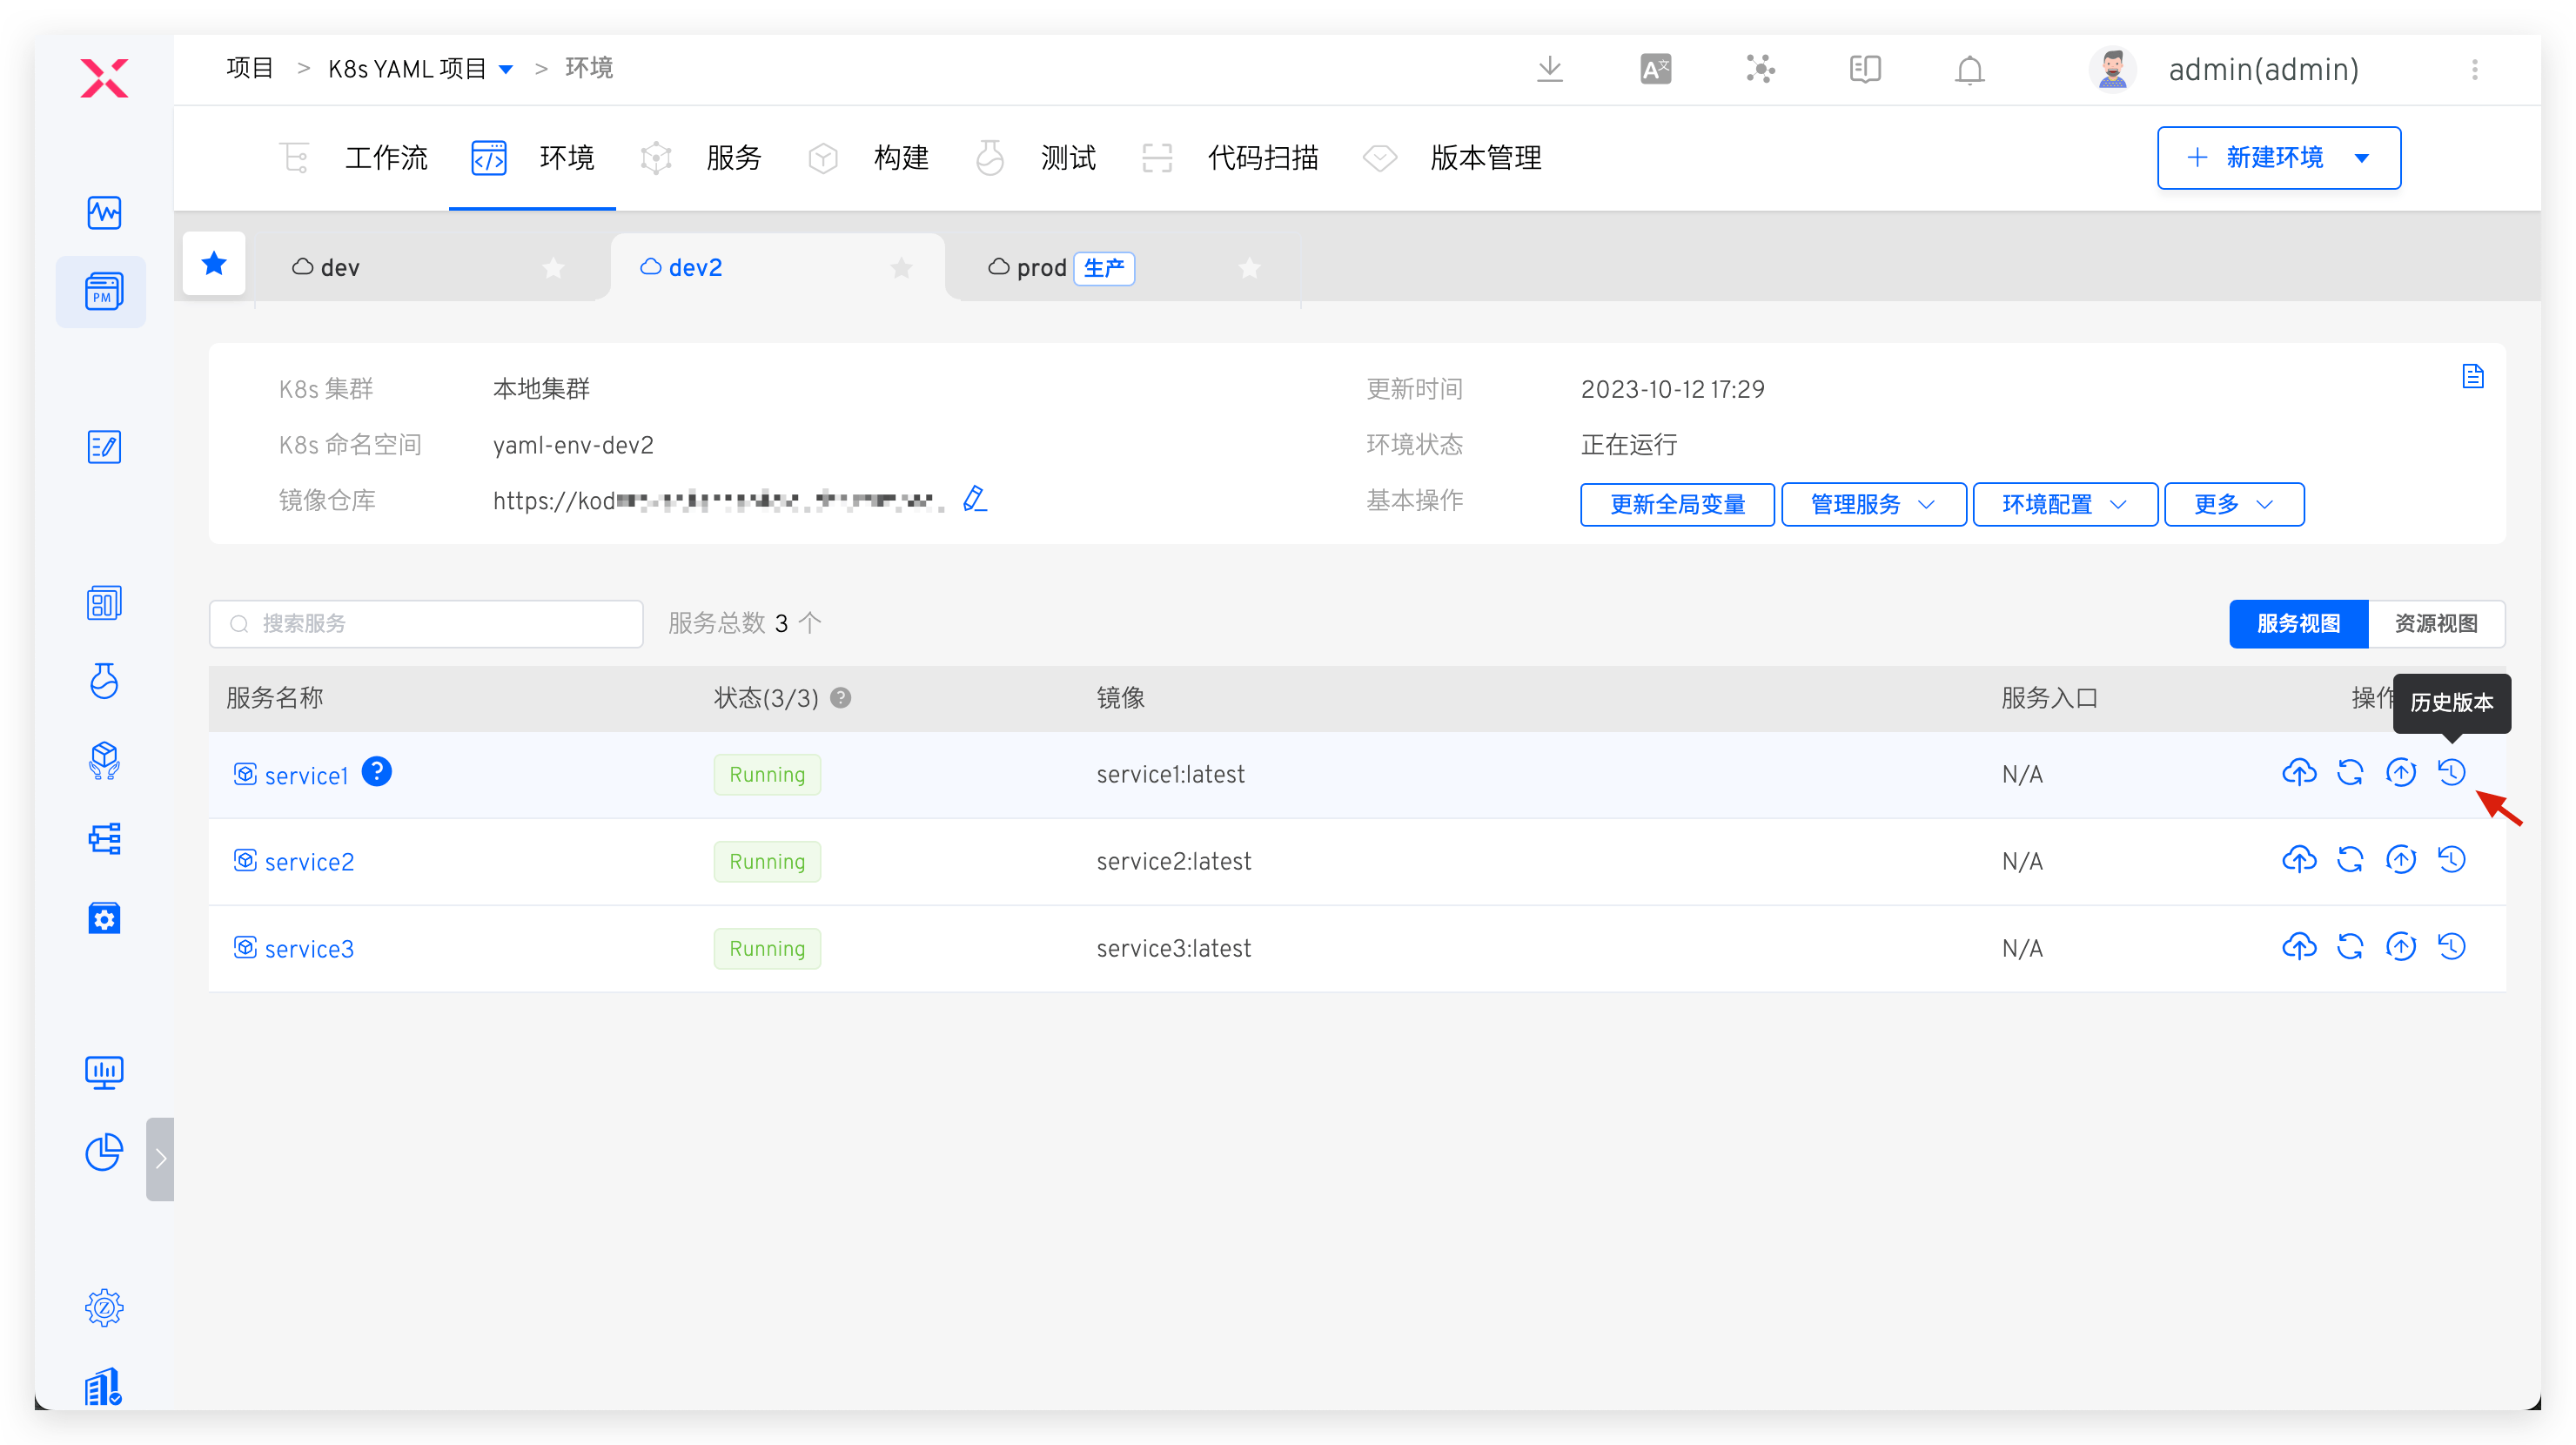 项目 > K8s YAML 项目 > 环境
admin(admin)
工作流 环境 服务 构建 测试 代码扫描 版本管理
新建环境
PM
dev dev2 prod 生产
K8s 集群 本地集群 更新时间 2023-10-12 17:29
K8s 命名空间 yaml-env-dev2 环境状态 正在运行
镜像仓库 https://kod 基本操作 更新全局变量 管理服务 环境配置 更多
搜索服务 服务总数 3 个 服务视图 资源视图
服务名称 状态(3/3) 镜像 服务入口 操作
历史版本
service1 Running service1:latest N/A
service2 Running service2:latest N/A
service3 Running service3:latest N/A